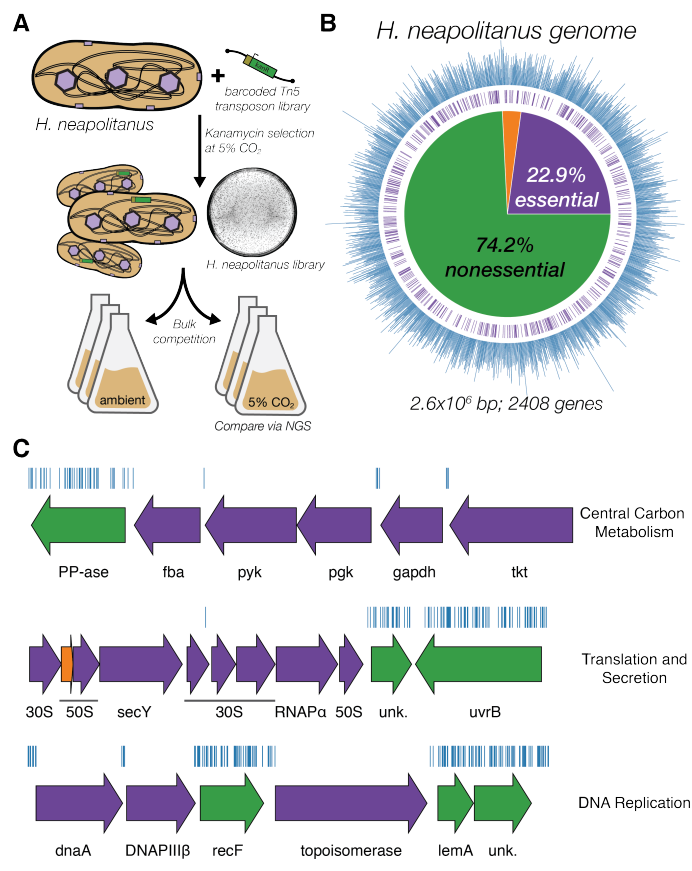 A
H. neapolitanus
+
barcoded Tn5
transposon library
Kanamycin selection
at 5% CO₂
H. neapolitanus library
Bulk
competition
ambient
5% CO₂
Compare via NGS
B
H. neapolitanus genome
22.9%
essential
74.2%
nonessential
2.6x10⁶ bp; 2408 genes
C
Central Carbon
Metabolism
PP-ase fba pyk pgk gapdh tkt
Translation and
Secretion
30S 50S secY 30S RNAPα 50S unk. uvrB
DNA Replication
dnaA DNAPIIIβ recF topoisomerase lemA unk.